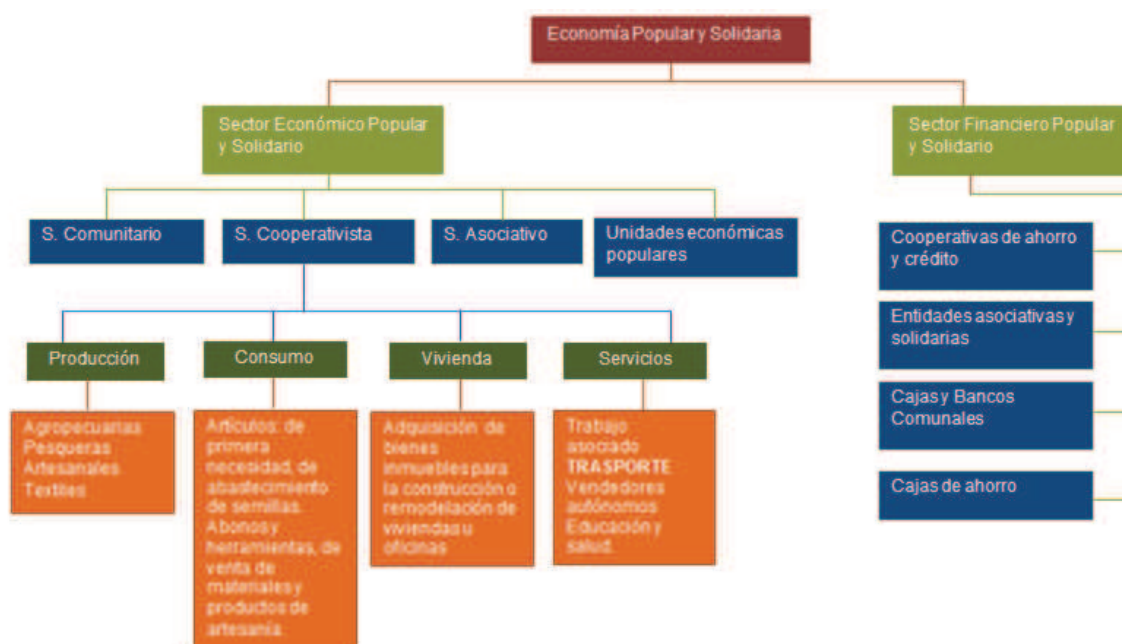 Economía Popular y Solidaria
Sector Económico Popular
y Solidario
Sector Financiero Popular
y Solidario
S. Comunitario
S. Cooperativista
S. Asociativo
Unidades económicas
populares
Cooperativas de ahorro
y crédito
Entidades asociativas y
solidarias
Cajas y Bancos
Comunales
Cajas de ahorro
Producción
Consumo
Vivienda
Servicios
Agropecuarias
Pesqueras
Artesanales
Textiles
Artículos: de
primera
necesidad, de
abastecimiento
de semillas.
Abonos y
herramientas, de
venta de
materiales y
productos de
artesanía.
Adquisición de
bienes
inmuebles para
la construcción o
remodelación de
viviendas u
oficinas
Trabajo
asociado
TRASPORTE
Vendedores
autónomos
Educación y
salud.